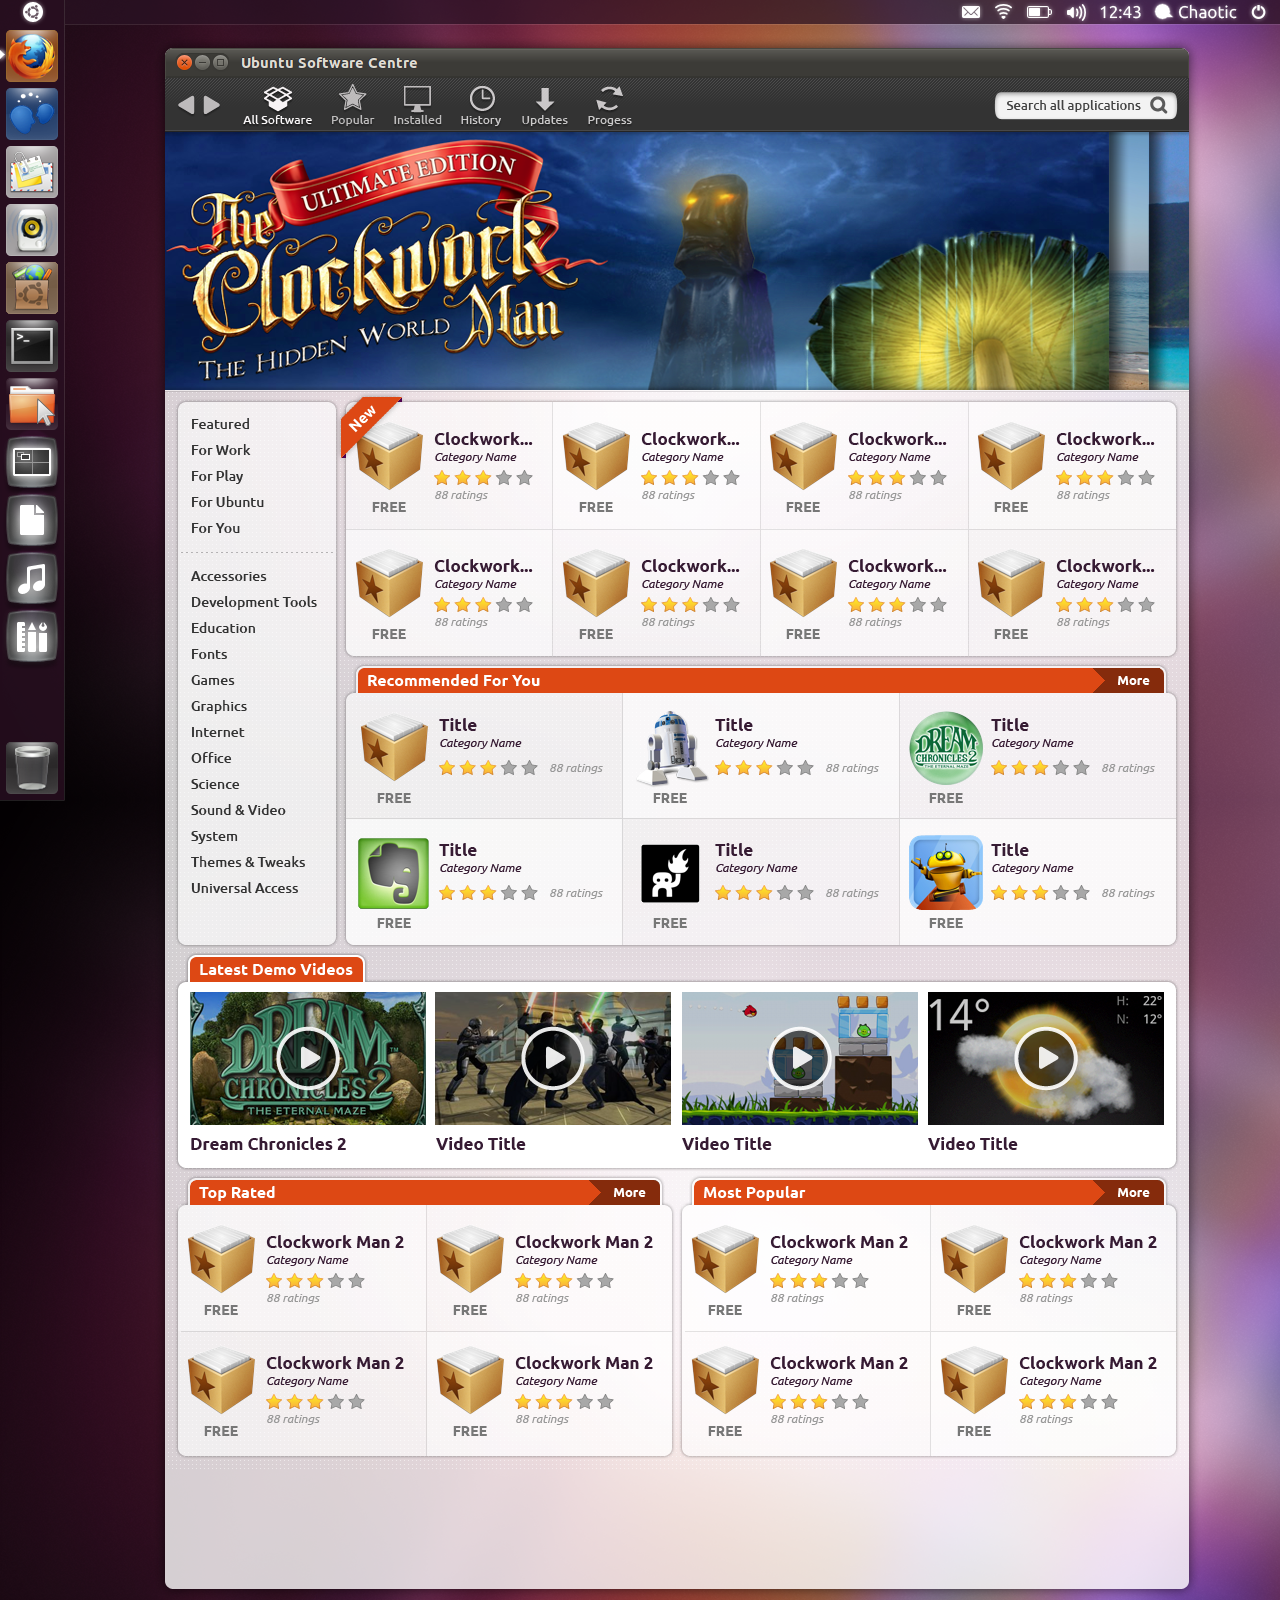 12:43 Chaotic
Ubuntu Software Centre
All Software Popular Installed History Updates Progess
Search all applications
ULTIMATE EDITION
The
Clockwork
Man
THE HIDDEN WORLD
Featured
For Work
For Play
For Ubuntu
For You
Accessories
Development Tools
Education
Fonts
Games
Graphics
Internet
Office
Science
Sound & Video
System
Themes & Tweaks
Universal Access
New
Clockwork... Clockwork... Clockwork... Clockwork...
Category Name Category Name Category Name Category Name
88 ratings 88 ratings 88 ratings 88 ratings
FREE FREE FREE FREE
Clockwork... Clockwork... Clockwork... Clockwork...
Category Name Category Name Category Name Category Name
88 ratings 88 ratings 88 ratings 88 ratings
FREE FREE FREE FREE
Recommended For You More
Title Title Title
Category Name Category Name Category Name
DREAM
CHRONICLES 2
THE ETERNAL MAZE
88 ratings 88 ratings 88 ratings
FREE FREE FREE
Title Title Title
Category Name Category Name Category Name
88 ratings 88 ratings 88 ratings
FREE FREE FREE
Latest Demo Videos
DREAM
CHRONICLES 2
THE ETERNAL MAZE
14° H: 22°
N: 12°
Dream Chronicles 2 Video Title Video Title Video Title
Top Rated More
Clockwork Man 2 Clockwork Man 2
Category Name Category Name
88 ratings 88 ratings
FREE FREE
Clockwork Man 2 Clockwork Man 2
Category Name Category Name
88 ratings 88 ratings
FREE FREE
Most Popular More
Clockwork Man 2 Clockwork Man 2
Category Name Category Name
88 ratings 88 ratings
FREE FREE
Clockwork Man 2 Clockwork Man 2
Category Name Category Name
88 ratings 88 ratings
FREE FREE